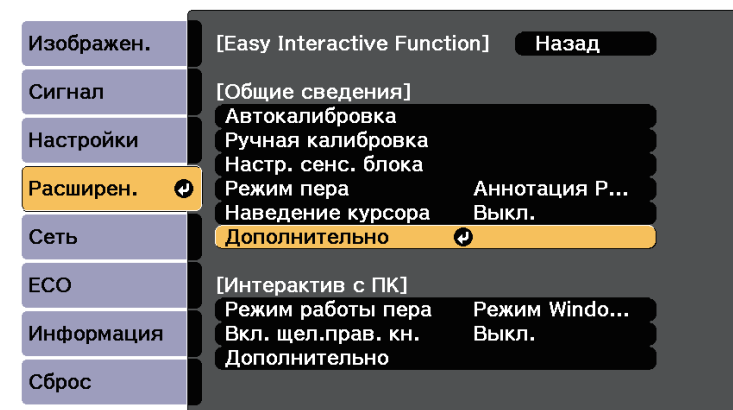 Изображен.
Сигнал
Настройки
Расширен.
Сеть
ECO
Информация
Сброс
[Easy Interactive Function] Назад
[Общие сведения]
Автокалибровка
Ручная калибровка
Настр. сенс. блока
Режим пера Аннотация P...
Наведение курсора Выкл.
Дополнительно
[Интерактив с ПК]
Режим работы пера Режим Windo...
Вкл. щел.прав. кн. Выкл.
Дополнительно